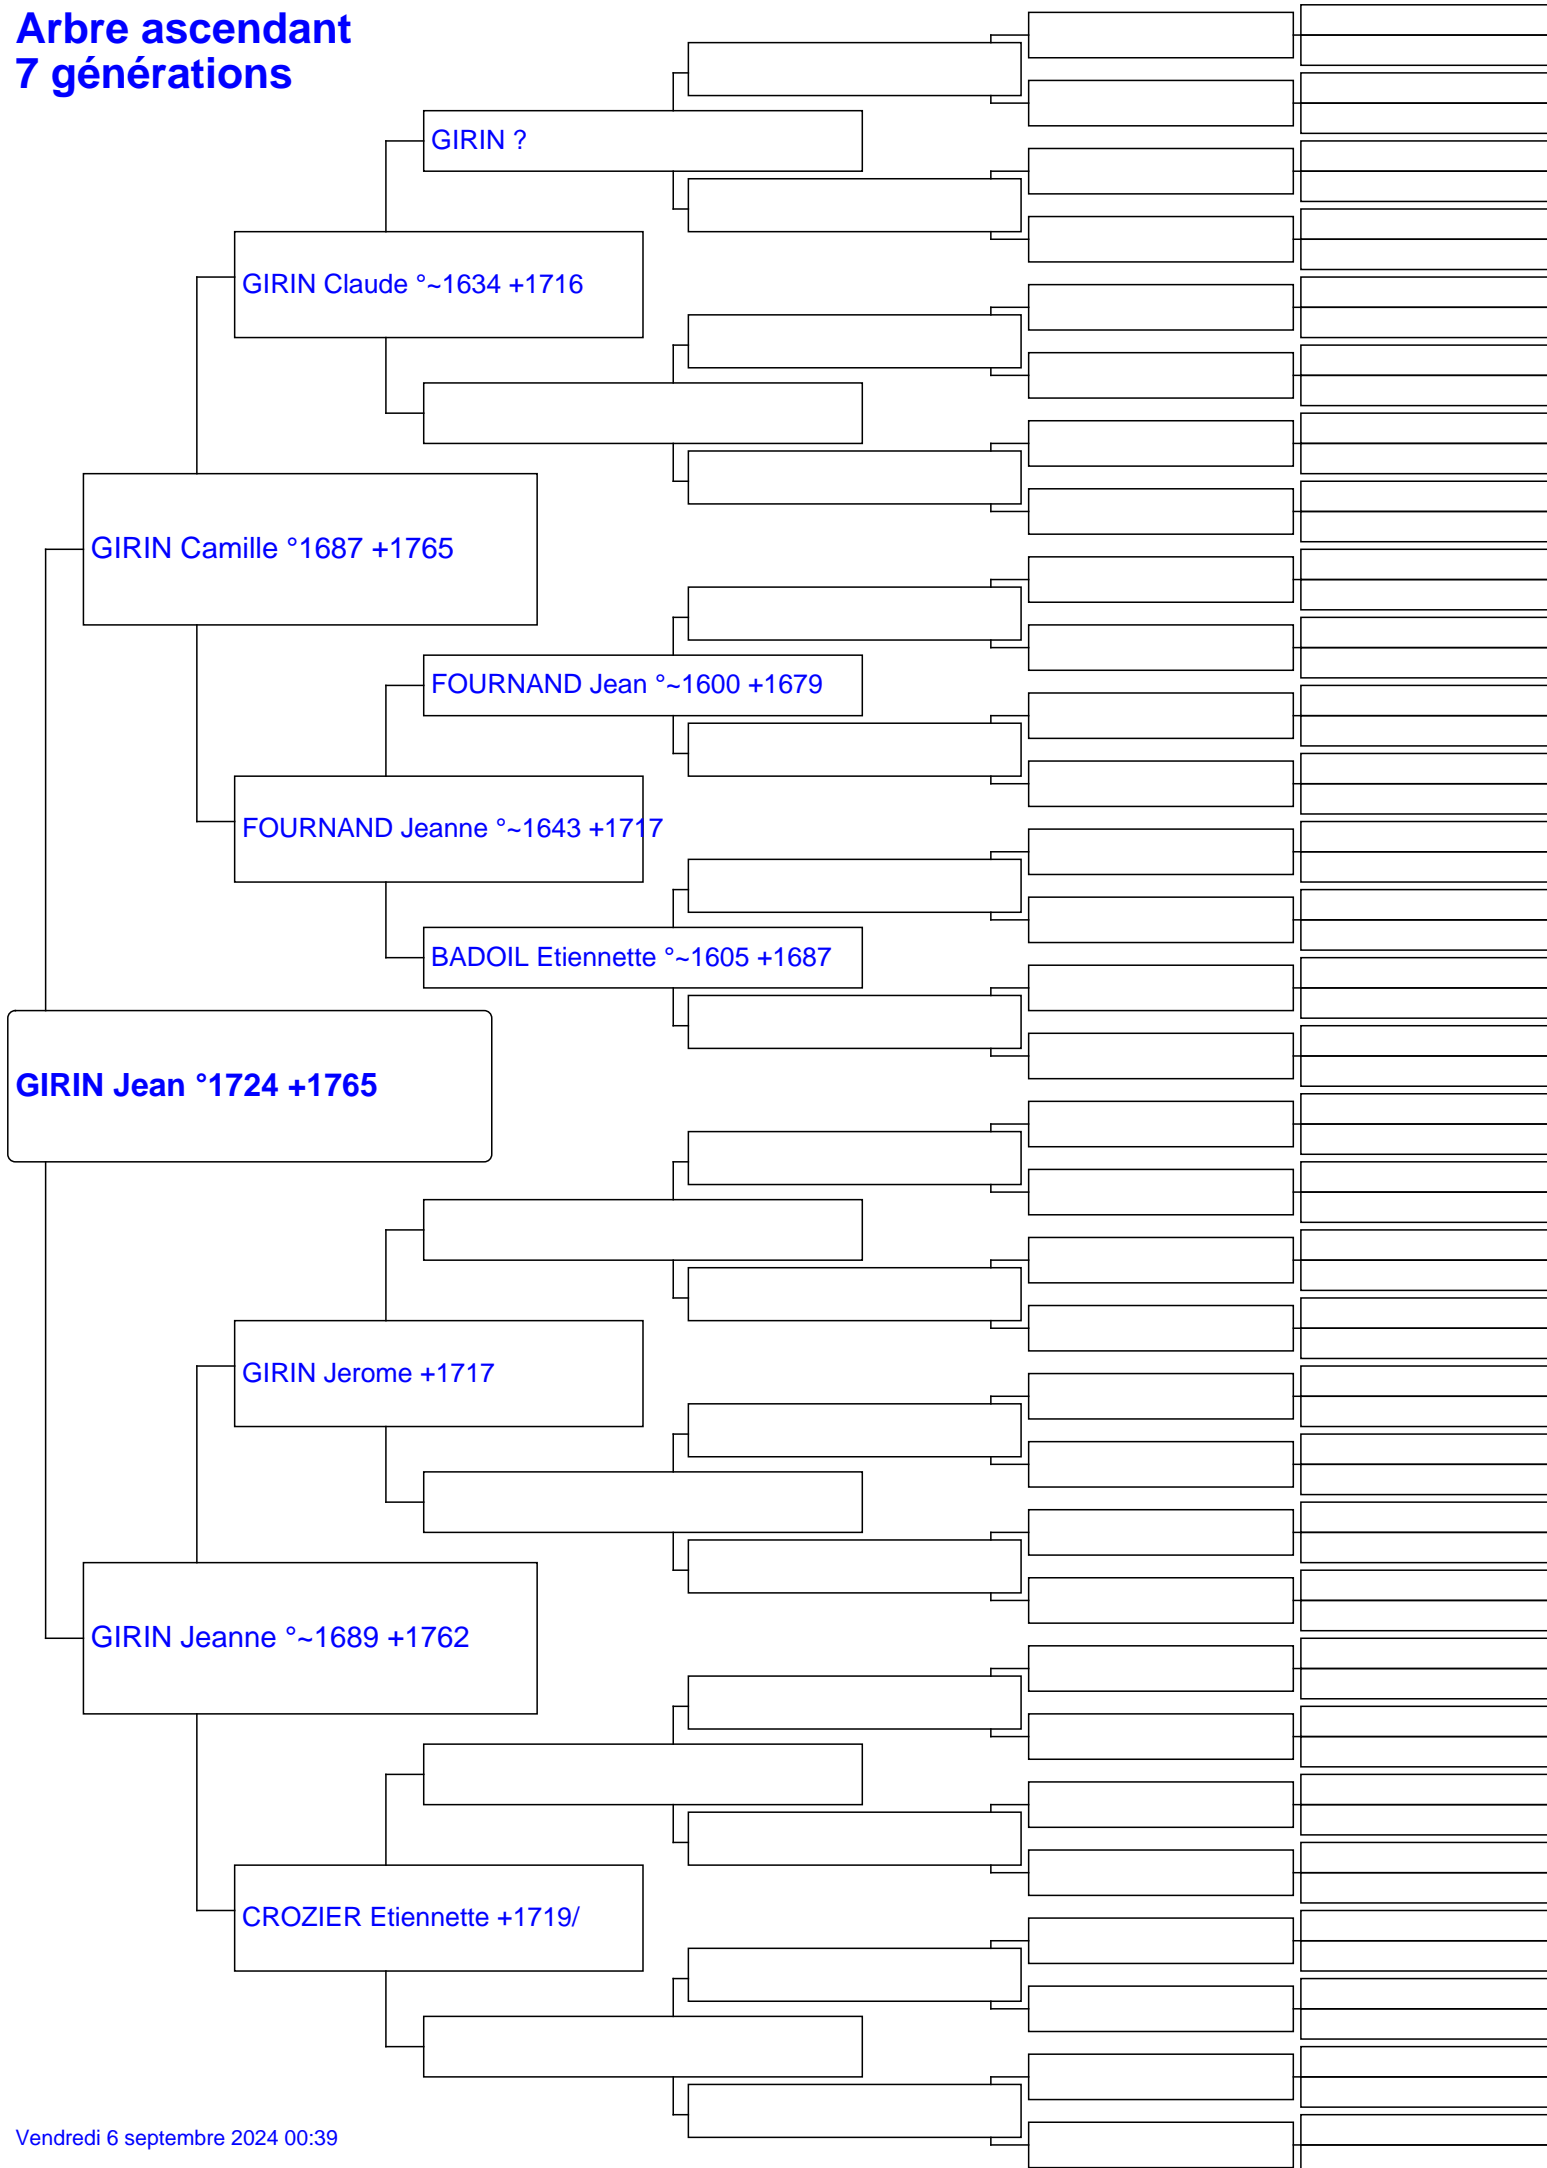 Arbre ascendant
7 générations
GIRIN ?
GIRIN Claude °~1634 +1716
GIRIN Camille °1687 +1765
FOURNAND Jean °~1600 +1679
FOURNAND Jeanne °~1643 +1717
BADOIL Etiennette °~1605 +1687
GIRIN Jean °1724 +1765
GIRIN Jerome +1717
GIRIN Jeanne °~1689 +1762
CROZIER Etiennette +1719/
Vendredi 6 septembre 2024 00:39